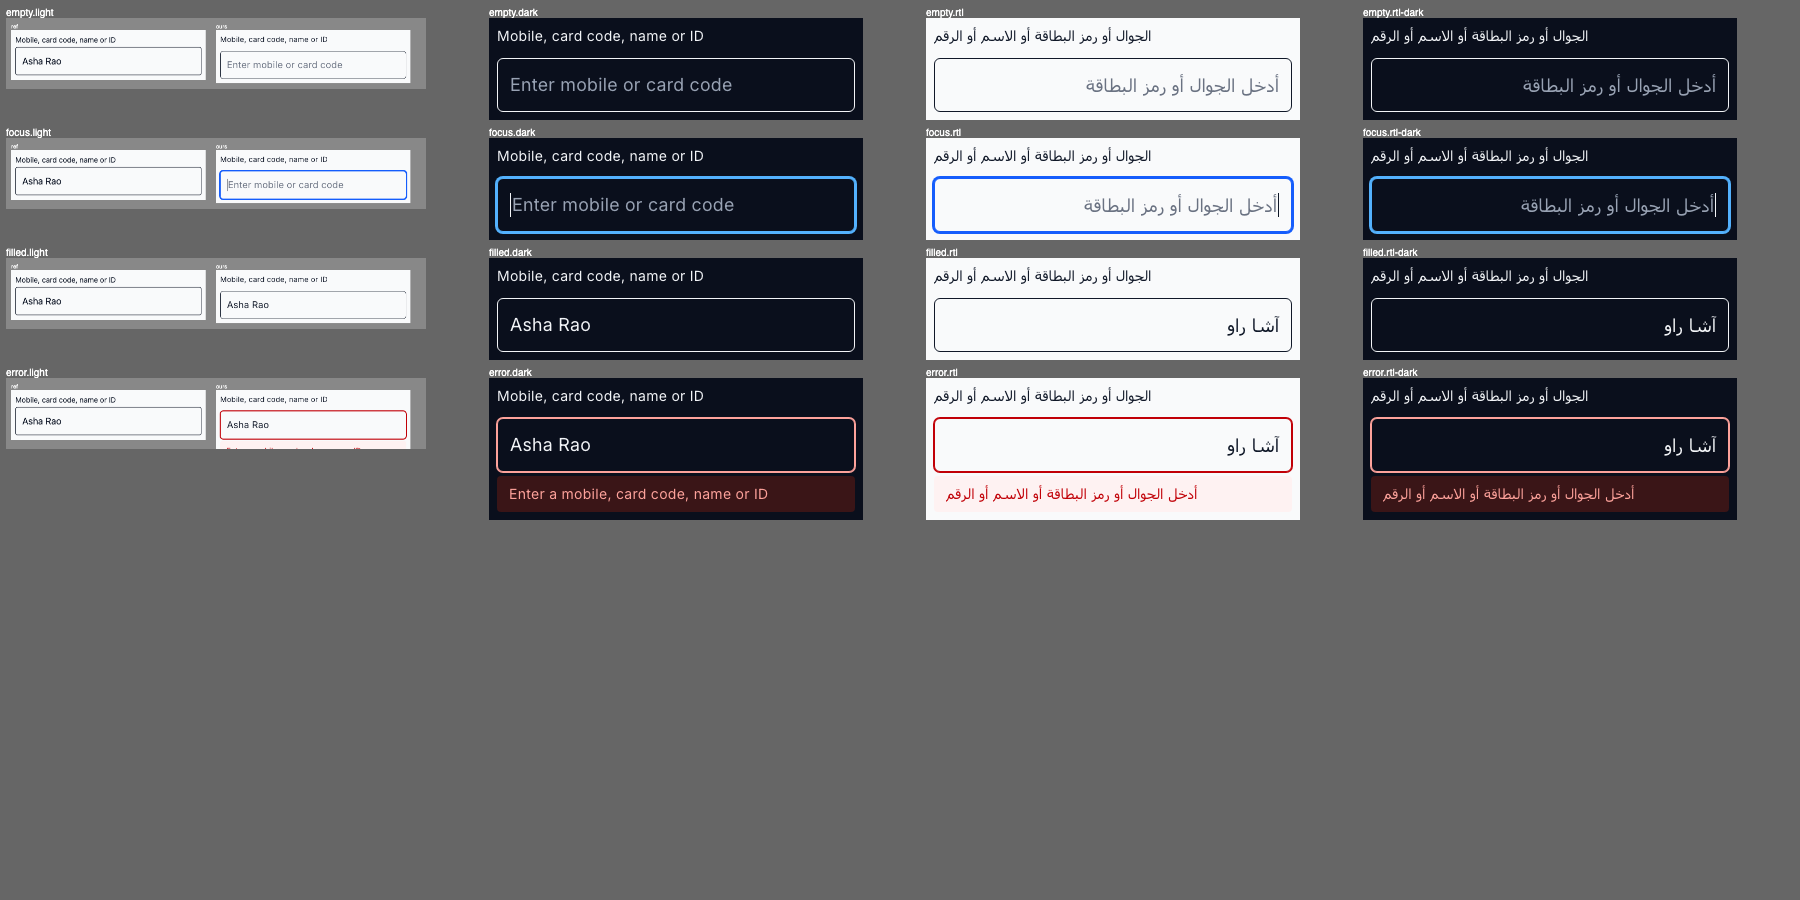 empty.light
ref
Mobile, card code, name or ID
Asha Rao
ours
Mobile, card code, name or ID
Enter mobile or card code
empty.dark
Mobile, card code, name or ID
Enter mobile or card code
empty.rtl
الجوال أو رمز البطاقة أو الاسم أو الرقم
أدخل الجوال أو رمز البطاقة
empty.rtl-dark
الجوال أو رمز البطاقة أو الاسم أو الرقم
أدخل الجوال أو رمز البطاقة
focus.light
ref
Mobile, card code, name or ID
Asha Rao
ours
Mobile, card code, name or ID
Enter mobile or card code
focus.dark
Mobile, card code, name or ID
Enter mobile or card code
focus.rtl
الجوال أو رمز البطاقة أو الاسم أو الرقم
أدخل الجوال أو رمز البطاقة
focus.rtl-dark
الجوال أو رمز البطاقة أو الاسم أو الرقم
أدخل الجوال أو رمز البطاقة
filled.light
ref
Mobile, card code, name or ID
Asha Rao
ours
Mobile, card code, name or ID
Asha Rao
filled.dark
Mobile, card code, name or ID
Asha Rao
filled.rtl
الجوال أو رمز البطاقة أو الاسم أو الرقم
آشا راو
filled.rtl-dark
الجوال أو رمز البطاقة أو الاسم أو الرقم
آشا راو
error.light
ref
Mobile, card code, name or ID
Asha Rao
ours
Mobile, card code, name or ID
Asha Rao
error.dark
Mobile, card code, name or ID
Asha Rao
Enter a mobile, card code, name or ID
error.rtl
الجوال أو رمز البطاقة أو الاسم أو الرقم
آشا راو
أدخل الجوال أو رمز البطاقة أو الاسم أو الرقم
error.rtl-dark
الجوال أو رمز البطاقة أو الاسم أو الرقم
آشا راو
أدخل الجوال أو رمز البطاقة أو الاسم أو الرقم